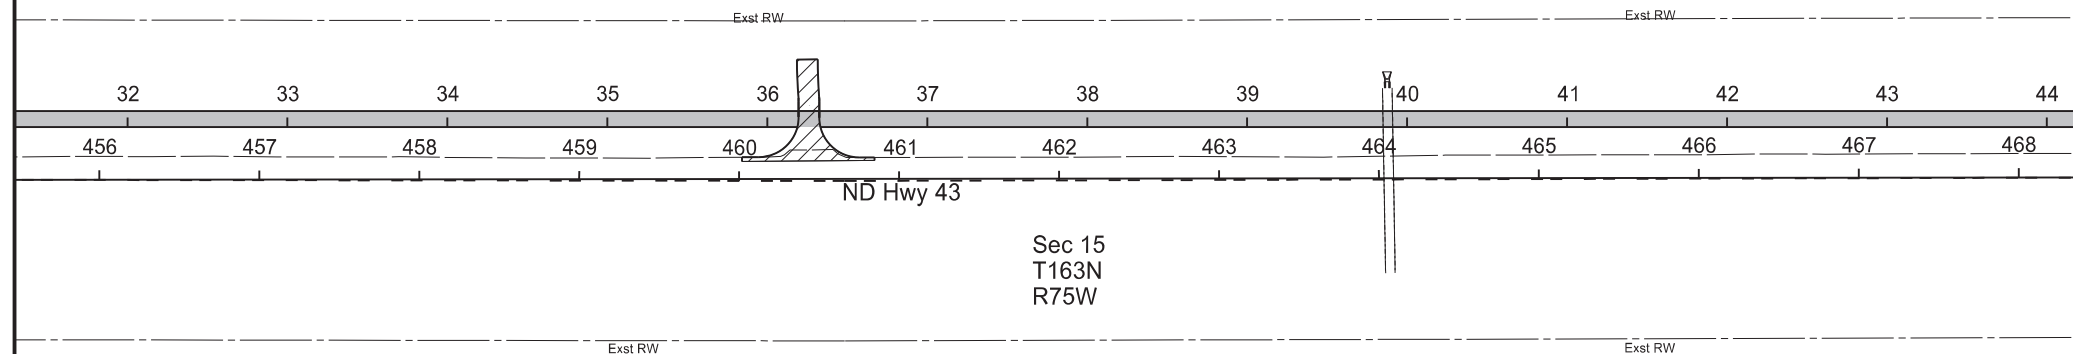 Exst RW Exst RW
32 33 34 35 36 37 38 39 40 41 42 43 44
456 457 458 459 460 461 462 463 464 465 466 467 468
ND Hwy 43
Sec 15
T163N
R75W
Exst RW Exst RW